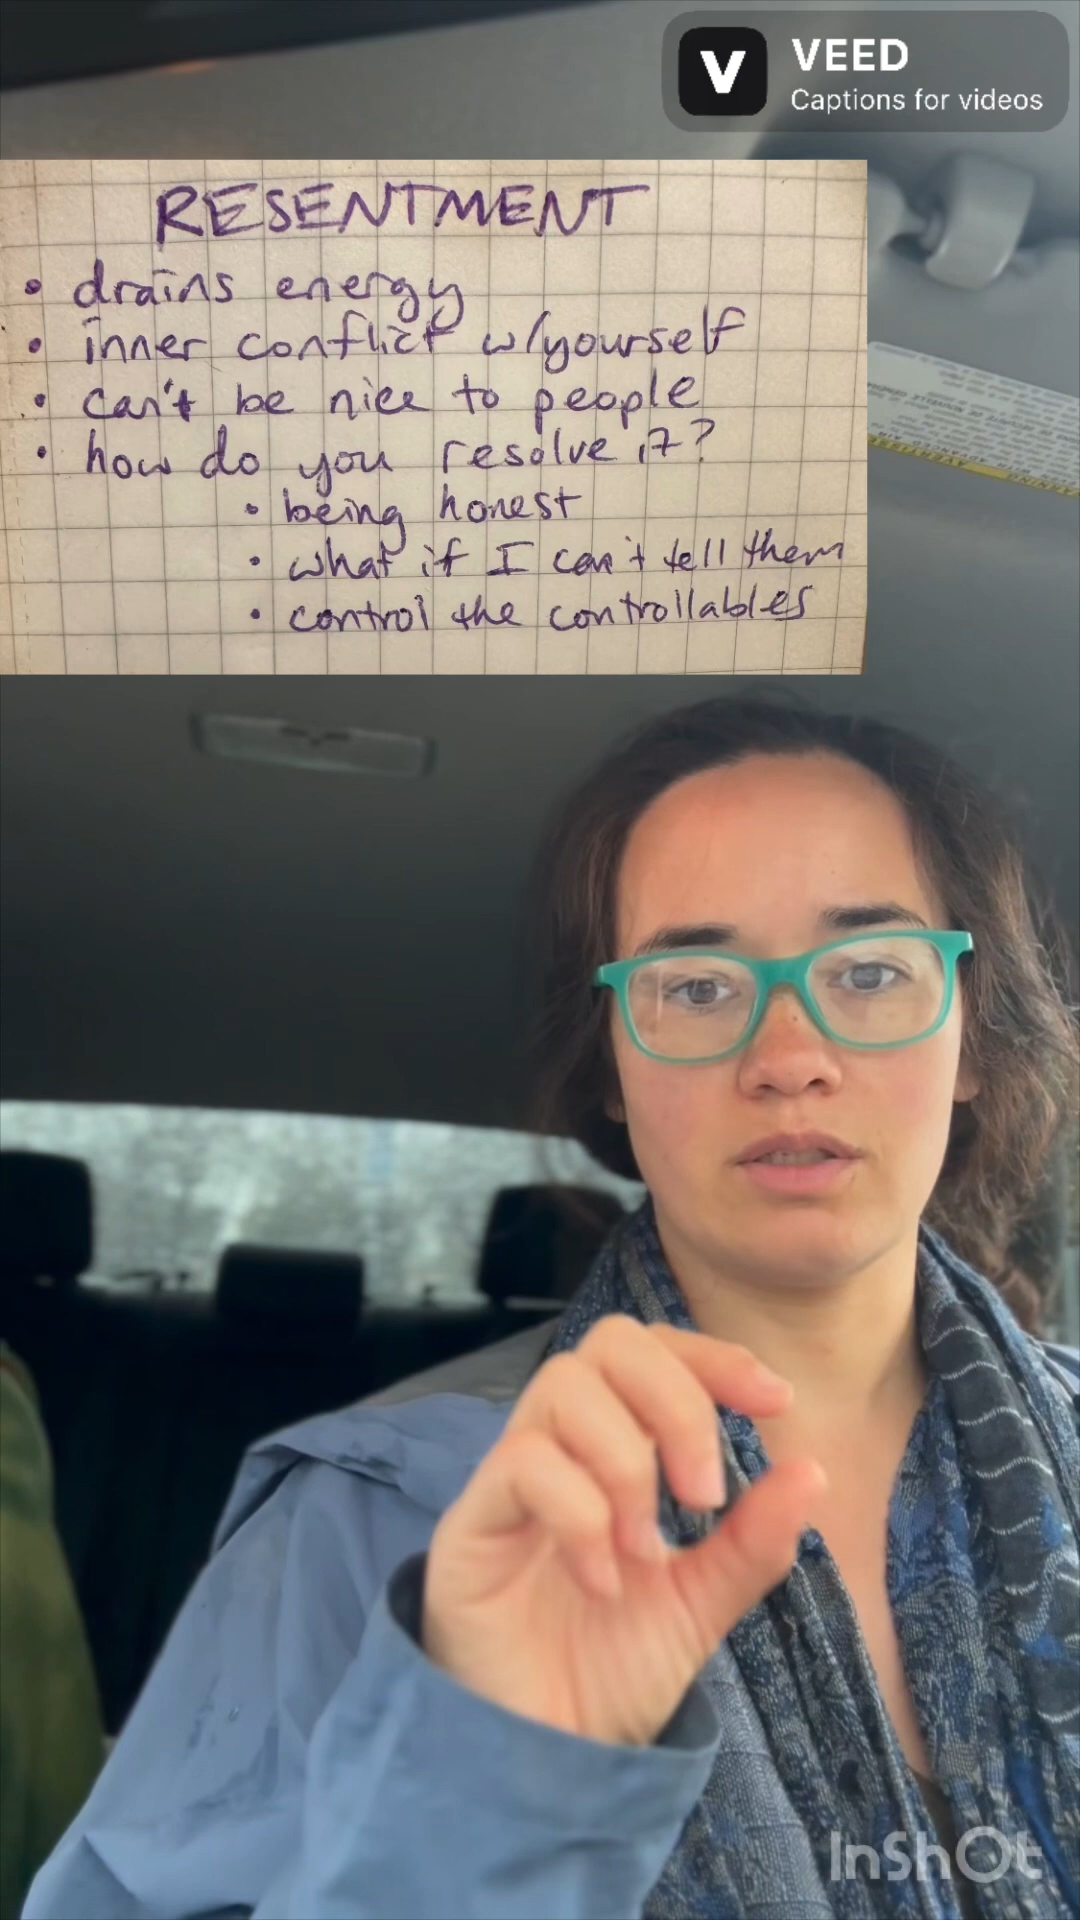 VEED
Captions for videos
RESENTMENT
• drains energy
• inner conflict w/yourself
• can't be nice to people
• how do you resolve it?
• being honest
• what if I can't tell them
• control the controllables
InShOt